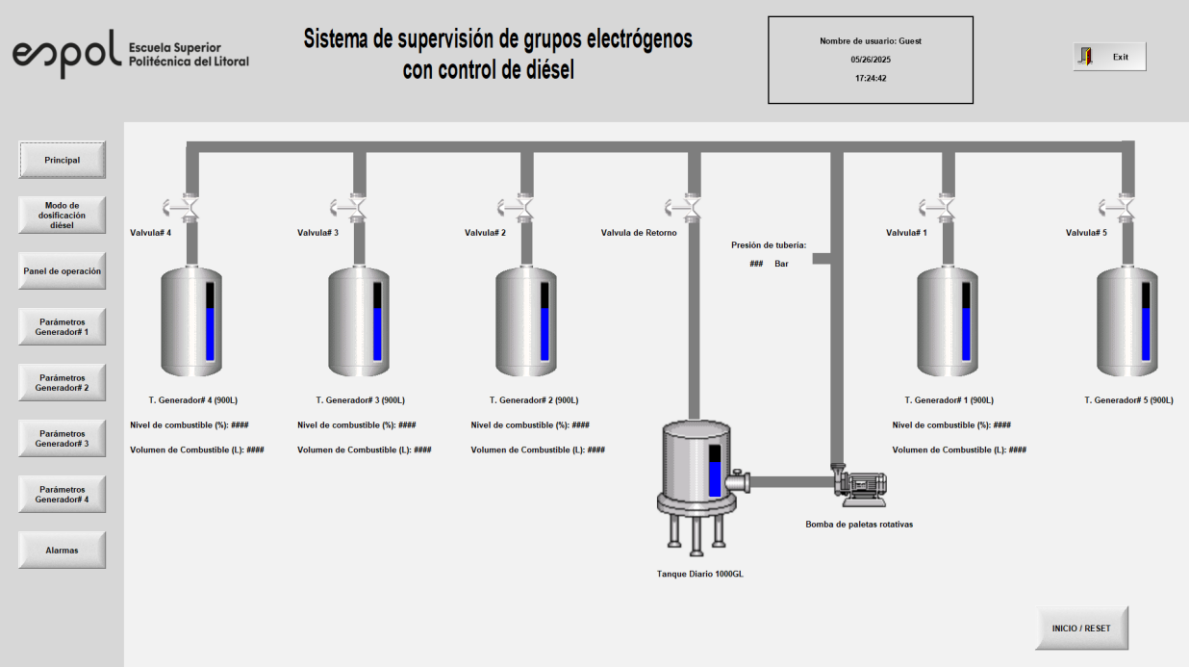 espol
Escuela Superior
Politécnica del Litoral
Sistema de supervisión de grupos electrógenos
con control de diésel
Nombre de usuario: Guest
05/26/2025
17:24:42
Exit
Principal
Modo de
dosificación
diésel
Panel de operación
Parámetros
Generador# 1
Parámetros
Generador# 2
Parámetros
Generador# 3
Parámetros
Generador# 4
Alarmas
Valvula# 4
Valvula# 3
Valvula# 2
Valvula de Retorno
Valvula# 1
Valvula# 5
Presión de tubería:
### Bar
T. Generador# 4 (900L)
Nivel de combustible (%): ####
Volumen de Combustible (L): ####
T. Generador# 3 (900L)
Nivel de combustible (%): ####
Volumen de Combustible (L): ####
T. Generador# 2 (900L)
Nivel de combustible (%): ####
Volumen de Combustible (L): ####
T. Generador# 1 (900L)
Nivel de combustible (%): ####
Volumen de Combustible (L): ####
T. Generador# 5 (900L)
Bomba de paletas rotativas
Tanque Diario 1000GL
INICIO / RESET